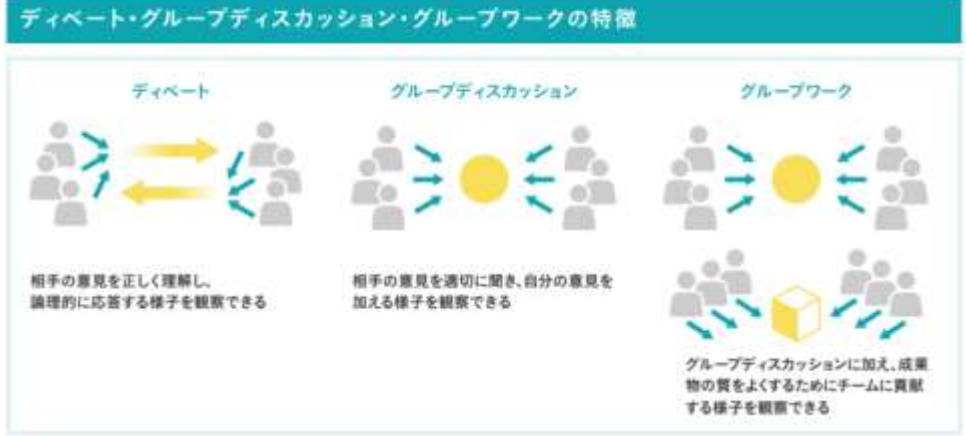 ディベート・グループディスカッション・グループワークの特徴
ディベート
グループディスカッション
グループワーク
相手の意見を正しく理解し、
論理的に応答する様子を観察できる
相手の意見を適切に聞き、自分の意見を
加える様子を観察できる
グループディスカッションに加え、成果
物の質をよくするためにチームに貢献
する様子を観察できる